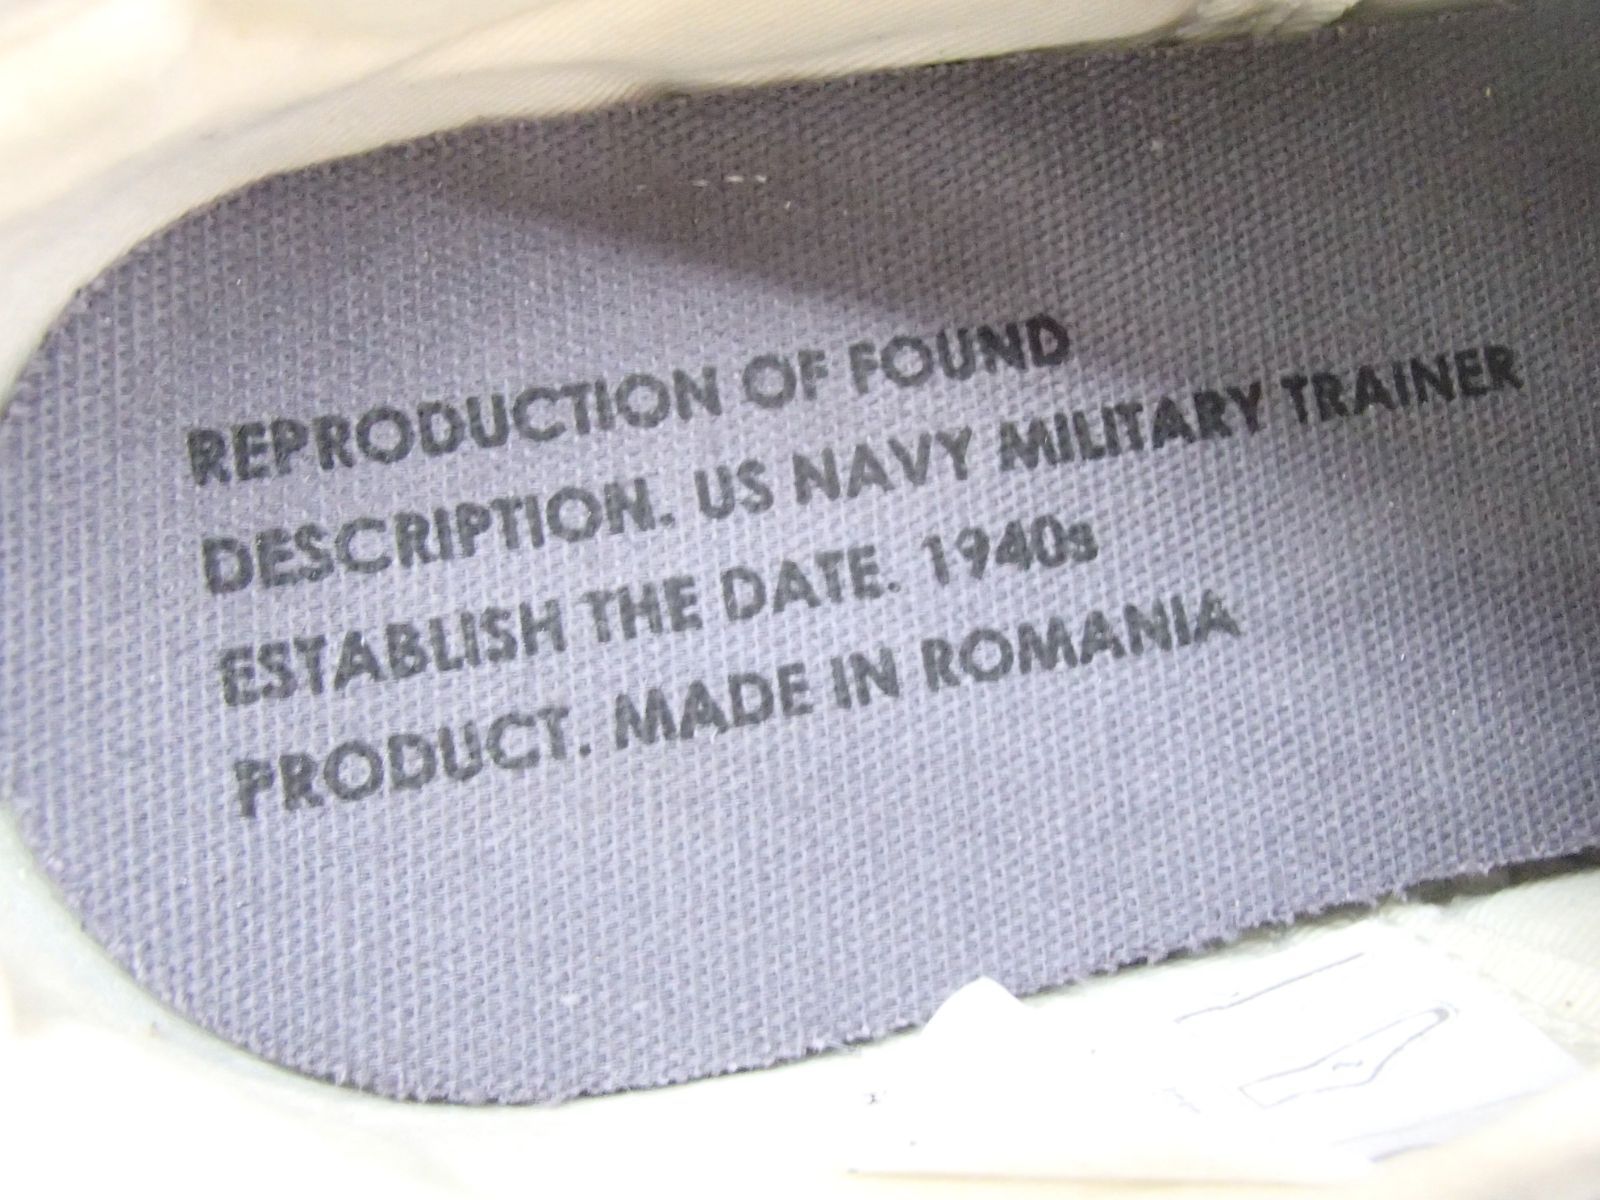 REPRODUCTION OF FOUND
DESCRIPTION. US NAVY MILITARY TRAINER
ESTABLISH THE DATE. 1940s
PRODUCT. MADE IN ROMANIA